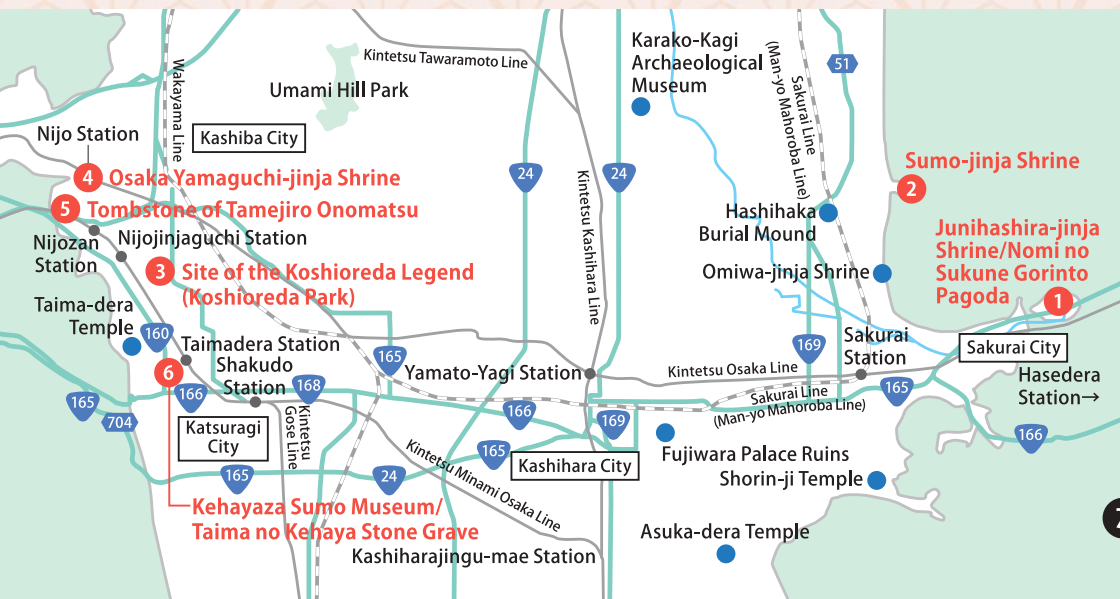 Karako-Kagi
Archaeological
Museum
Kintetsu Tawaramoto Line
Wakayama Line
Umami Hill Park
Sakurai Line
(Man-yo Mahoroba Line)
51
Nijo Station
Kashiba City
4 Osaka Yamaguchi-jinja Shrine
5 Tombstone of Tamejiro Onomatsu
24
24
Kintetsu Kashihara Line
Sumo-jinja Shrine
2
Hashihaka
Burial Mound
Nijozan
Station
Nijojinjaguchi Station
Junihashira-jinja
Shrine/Nomi no
Sukune Gorinto
Pagoda
1
3 Site of the Koshioreda Legend
(Koshioreda Park)
Omiwa-jinja Shrine
Taima-dera
Temple
160
Taimadera Station
Shakudo
Station
165
169
Sakurai
Station
Sakurai City
6
166
168
Yamato-Yagi Station
Kintetsu Osaka Line
Hasedera
Station→
165
704
Katsuragi
City
Kintetsu
Gose Line
166
169
Sakurai Line
(Man-yo Mahoroba Line)
165
166
165
24
Kintetsu Minami Osaka Line
165
Kashihara City
Fujiwara Palace Ruins
Shorin-ji Temple
Kehayaza Sumo Museum/
Taima no Kehaya Stone Grave
Kashiharajingu-mae Station
Asuka-dera Temple